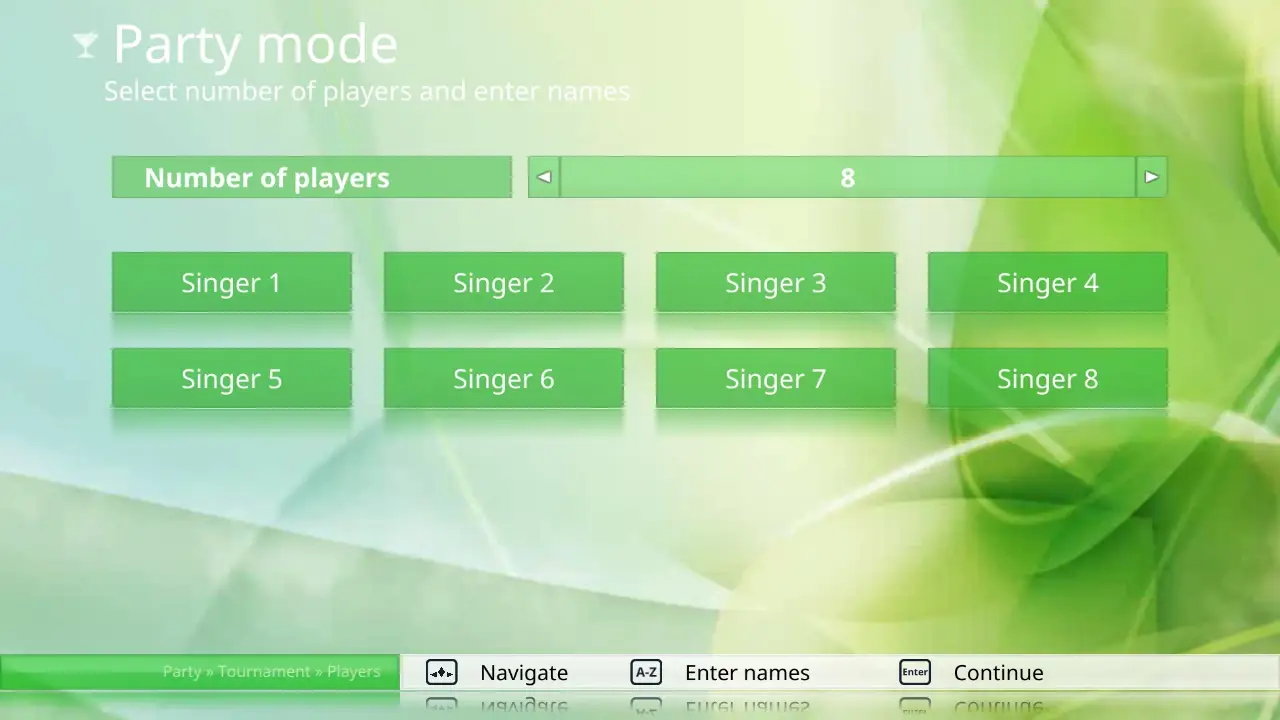 Party mode
Select number of players and enter names
Number of players 8
Singer 1 Singer 2 Singer 3 Singer 4
Singer 5 Singer 6 Singer 7 Singer 8
Party » Tournament » Players Navigate A-Z Enter names Enter Continue